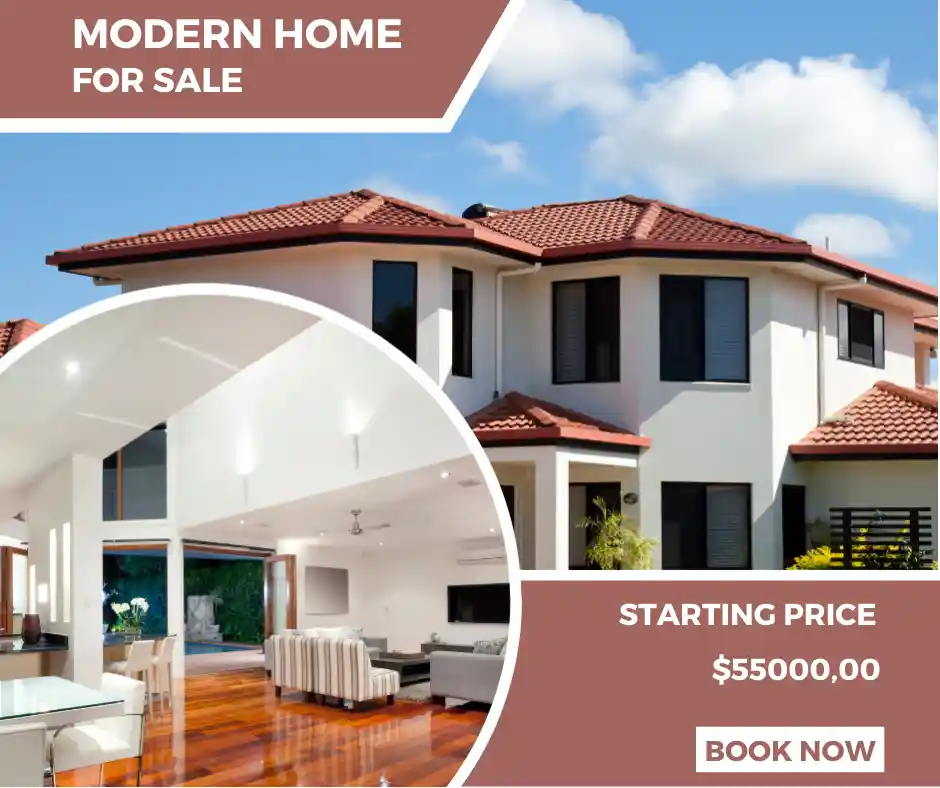 MODERN HOME
FOR SALE
STARTING PRICE
$55000,00
BOOK NOW